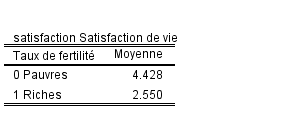 satisfaction Satisfaction de vie
Taux de fertilité Moyenne
0 Pauvres 4.428
1 Riches 2.550